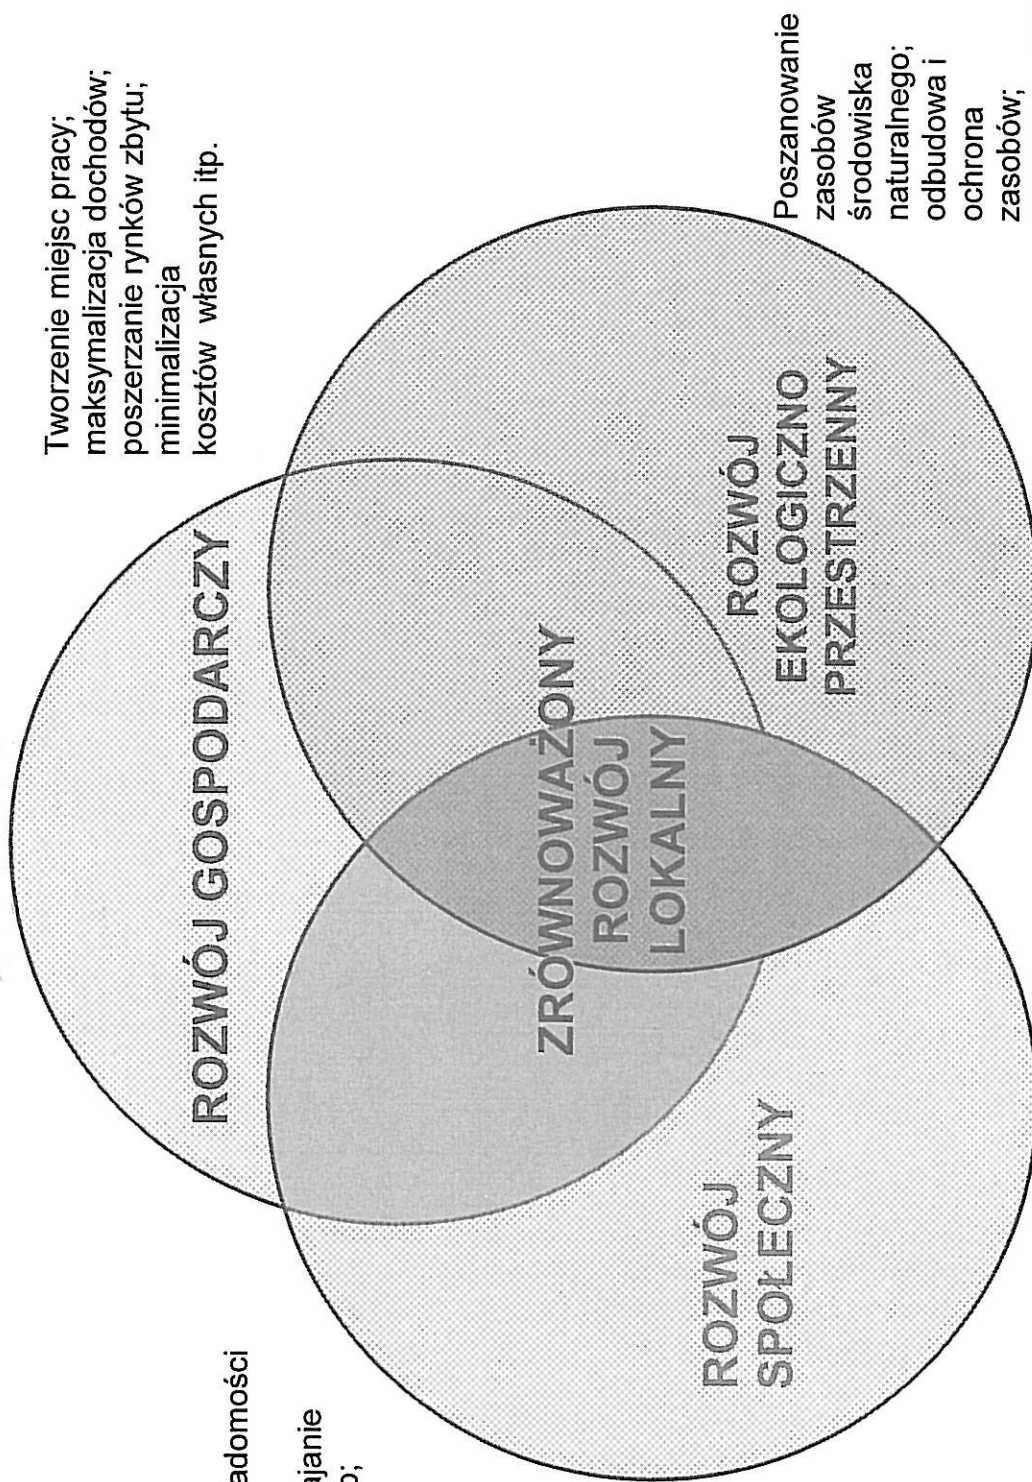 Tworzenie miejsc pracy;
maksymalizacja dochodów;
poszerzanie rynków zbytu;
minimalizacja
kosztów własnych itp.
ROZWÓJ GOSPODARCZY
adomości
ajanie
ZRÓWNOWAŻONY
ROZWÓJ
LOKALNY
ROZWÓJ
SPOŁECZNY
ROZWÓJ
EKOLOGICZNO
PRZESTRZENNY
Poszanowanie
zasobów
środowiska
naturalnego;
odbudowa i
ochrona
zasobów;